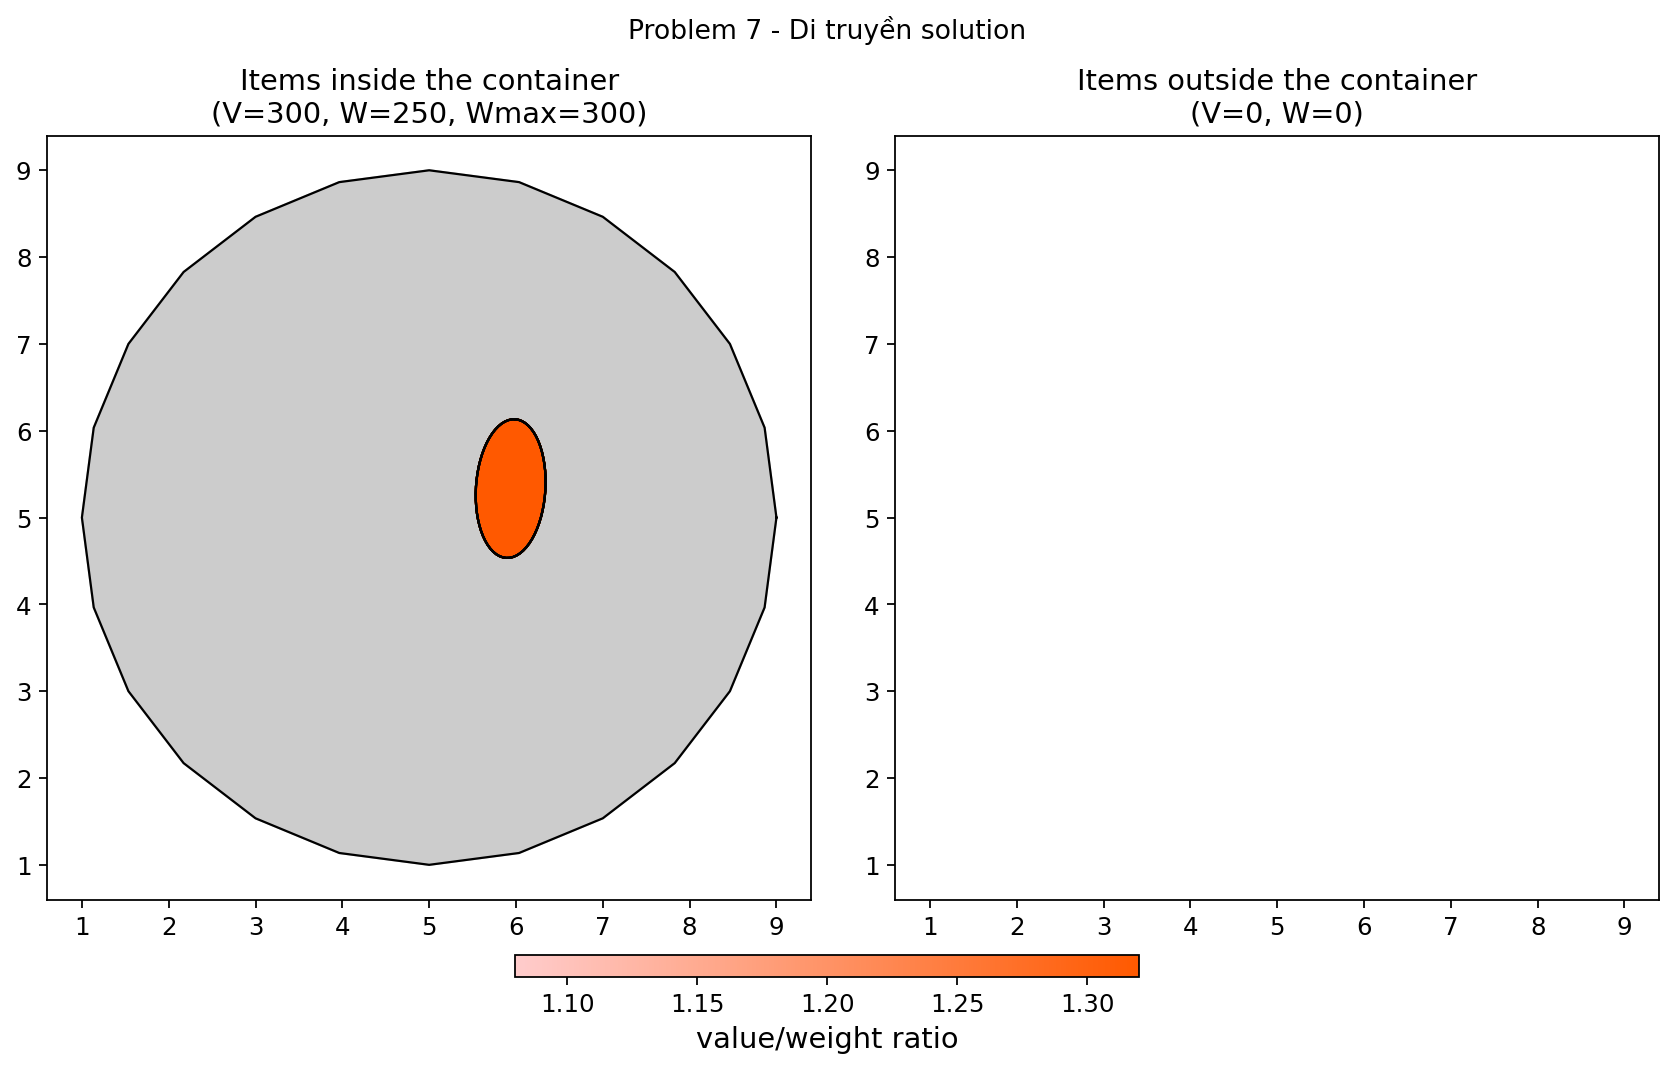 Problem 7 - Di truyền solution
Items inside the container
(V=300, W=250, Wmax=300)
9
8
7
6
5
4
3
2
1
1 2 3 4 5 6 7 8 9
Items outside the container
(V=0, W=0)
9
8
7
6
5
4
3
2
1
1 2 3 4 5 6 7 8 9
1.10 1.15 1.20 1.25 1.30
value/weight ratio